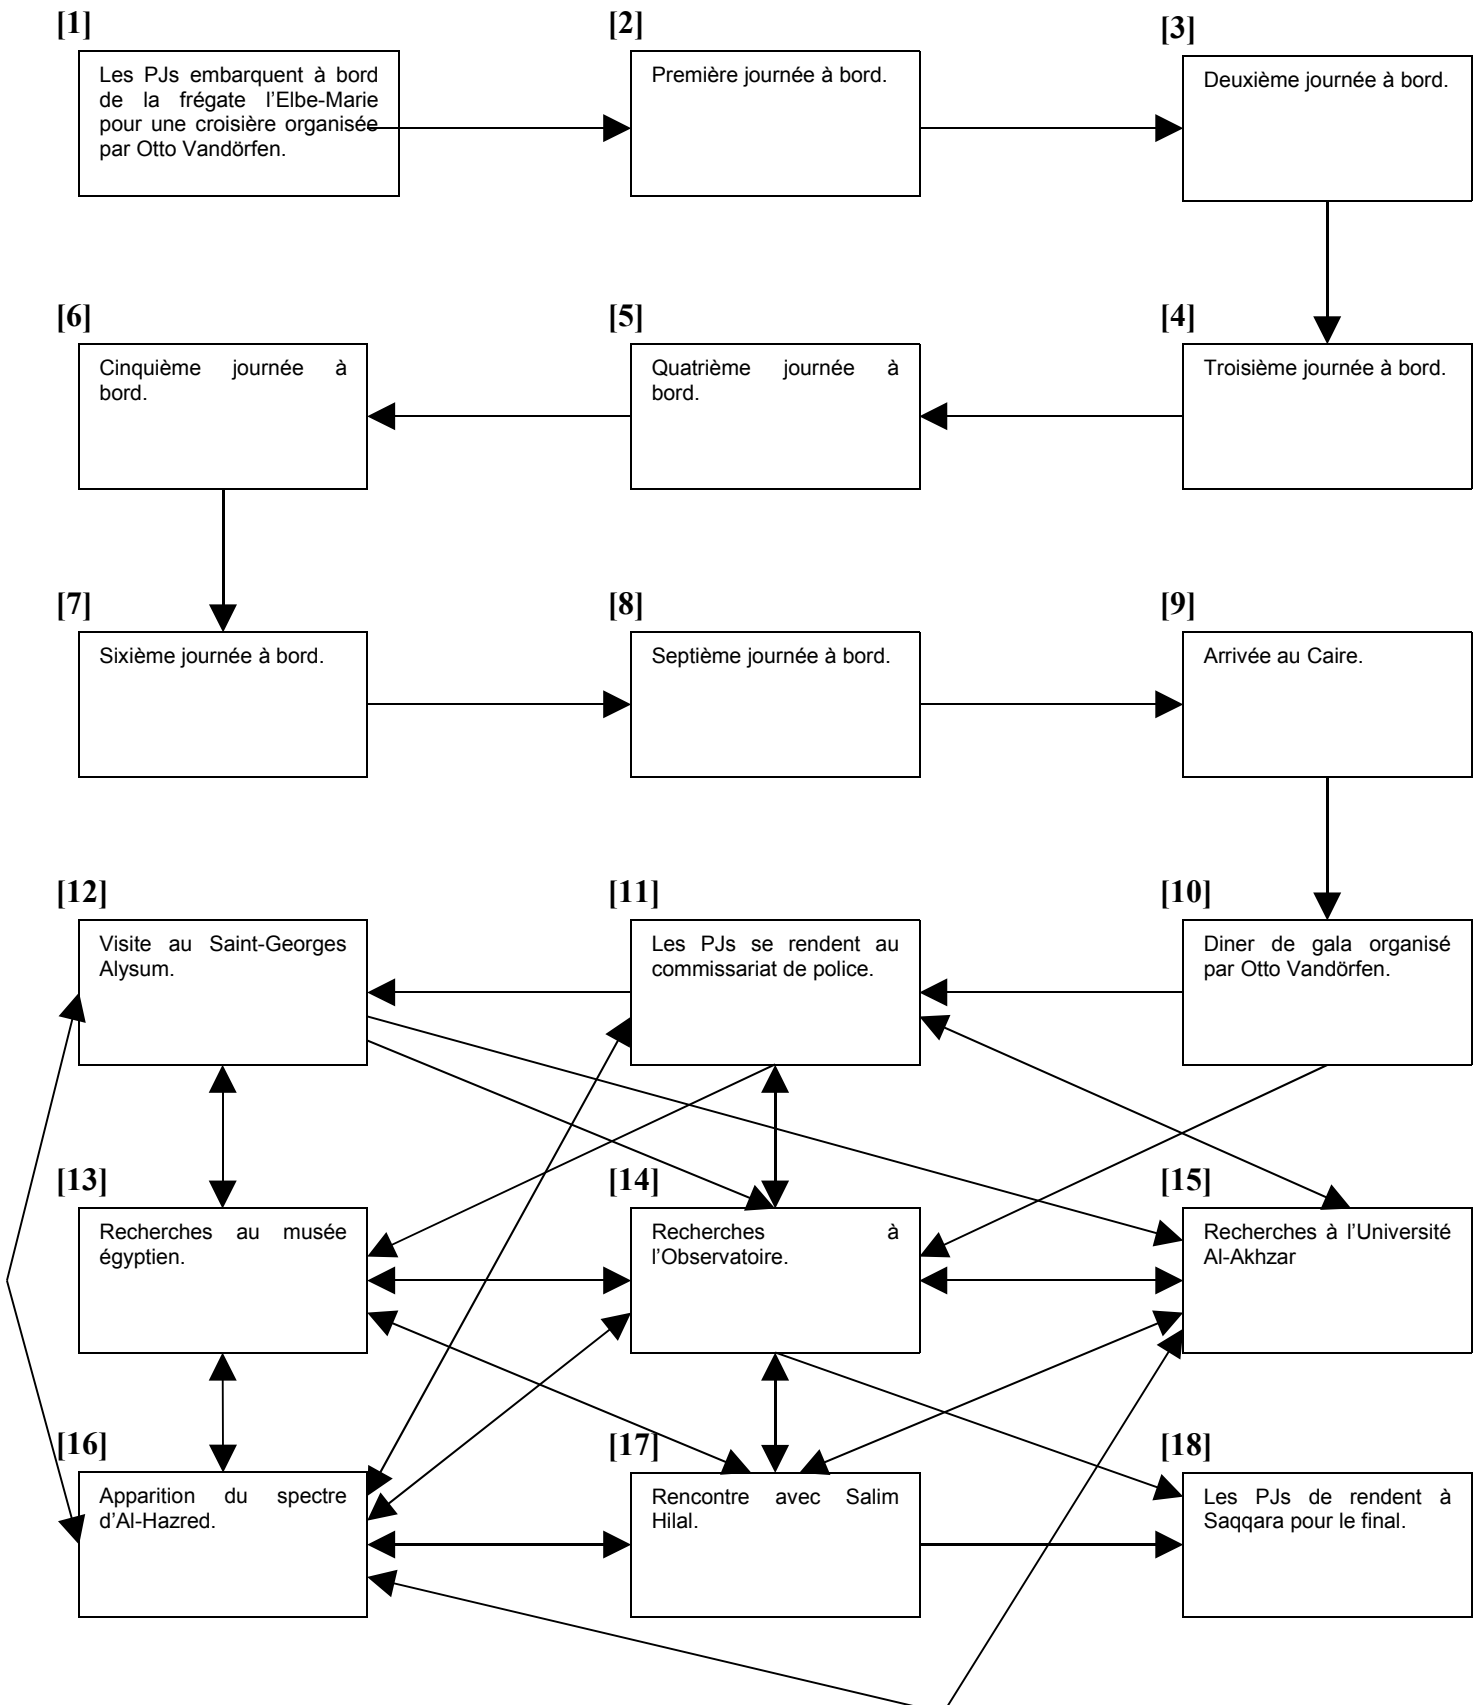 [1]
Les PJs embarquent à bord
de la frégate l'Elbe-Marie
pour une croisière organisée
par Otto Vandörfen.
[2]
Première journée à bord.
[3]
Deuxième journée à bord.
[6]
Cinquième journée à
bord.
[5]
Quatrième journée à
bord.
[4]
Troisième journée à bord.
[7]
Sixième journée à bord.
[8]
Septième journée à bord.
[9]
Arrivée au Caire.
[12]
Visite au Saint-Georges
Alysum.
[11]
Les PJs se rendent au
commissariat de police.
[10]
Diner de gala organisé
par Otto Vandörfen.
[13]
Recherches au musée
égyptien.
[14]
Recherches à
l'Observatoire.
[15]
Recherches à l'Université
Al-Akhzar
[16]
Apparition du spectre
d'Al-Hazred.
[17]
Rencontre avec Salim
Hilal.
[18]
Les PJs de rendent à
Saqqara pour le final.